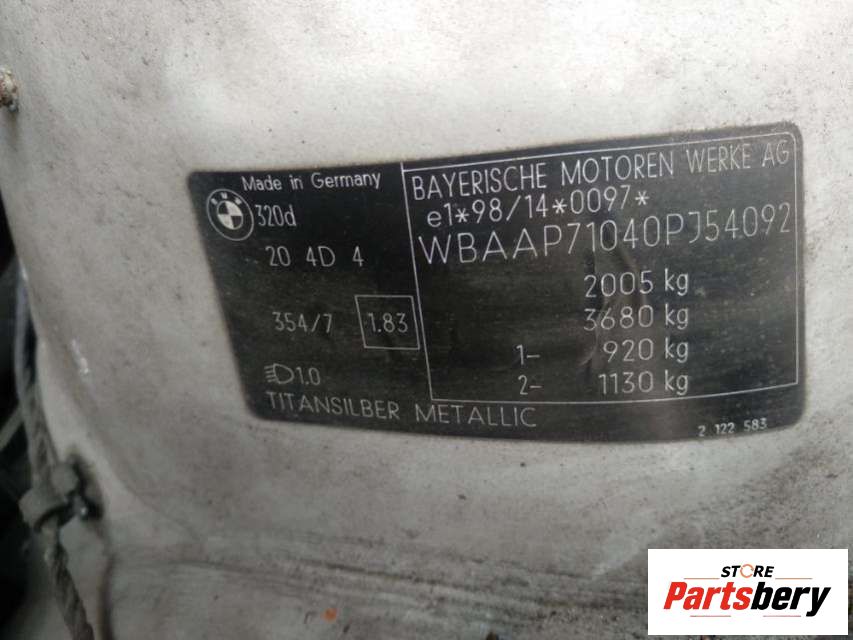 Made in Germany
320d
20 4D 4
354/7 1.83
1.0
TITANSILBER METALLIC
BAYERISCHE MOTOREN WERKE AG
e1*98/14*0097*
WBAAP71040PJ54092
2005 kg
3680 kg
1- 920 kg
2- 1130 kg
2 122 583
STORE
Partsbery